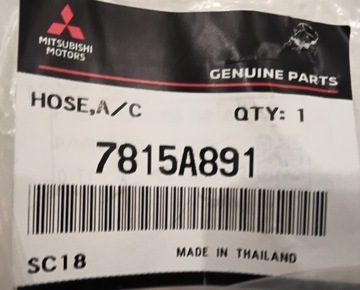 MITSUBISHI
MOTORS
GENUINE PARTS
HOSE,A/C QTY: 1
7815A891
SC18 MADE IN THAILAND